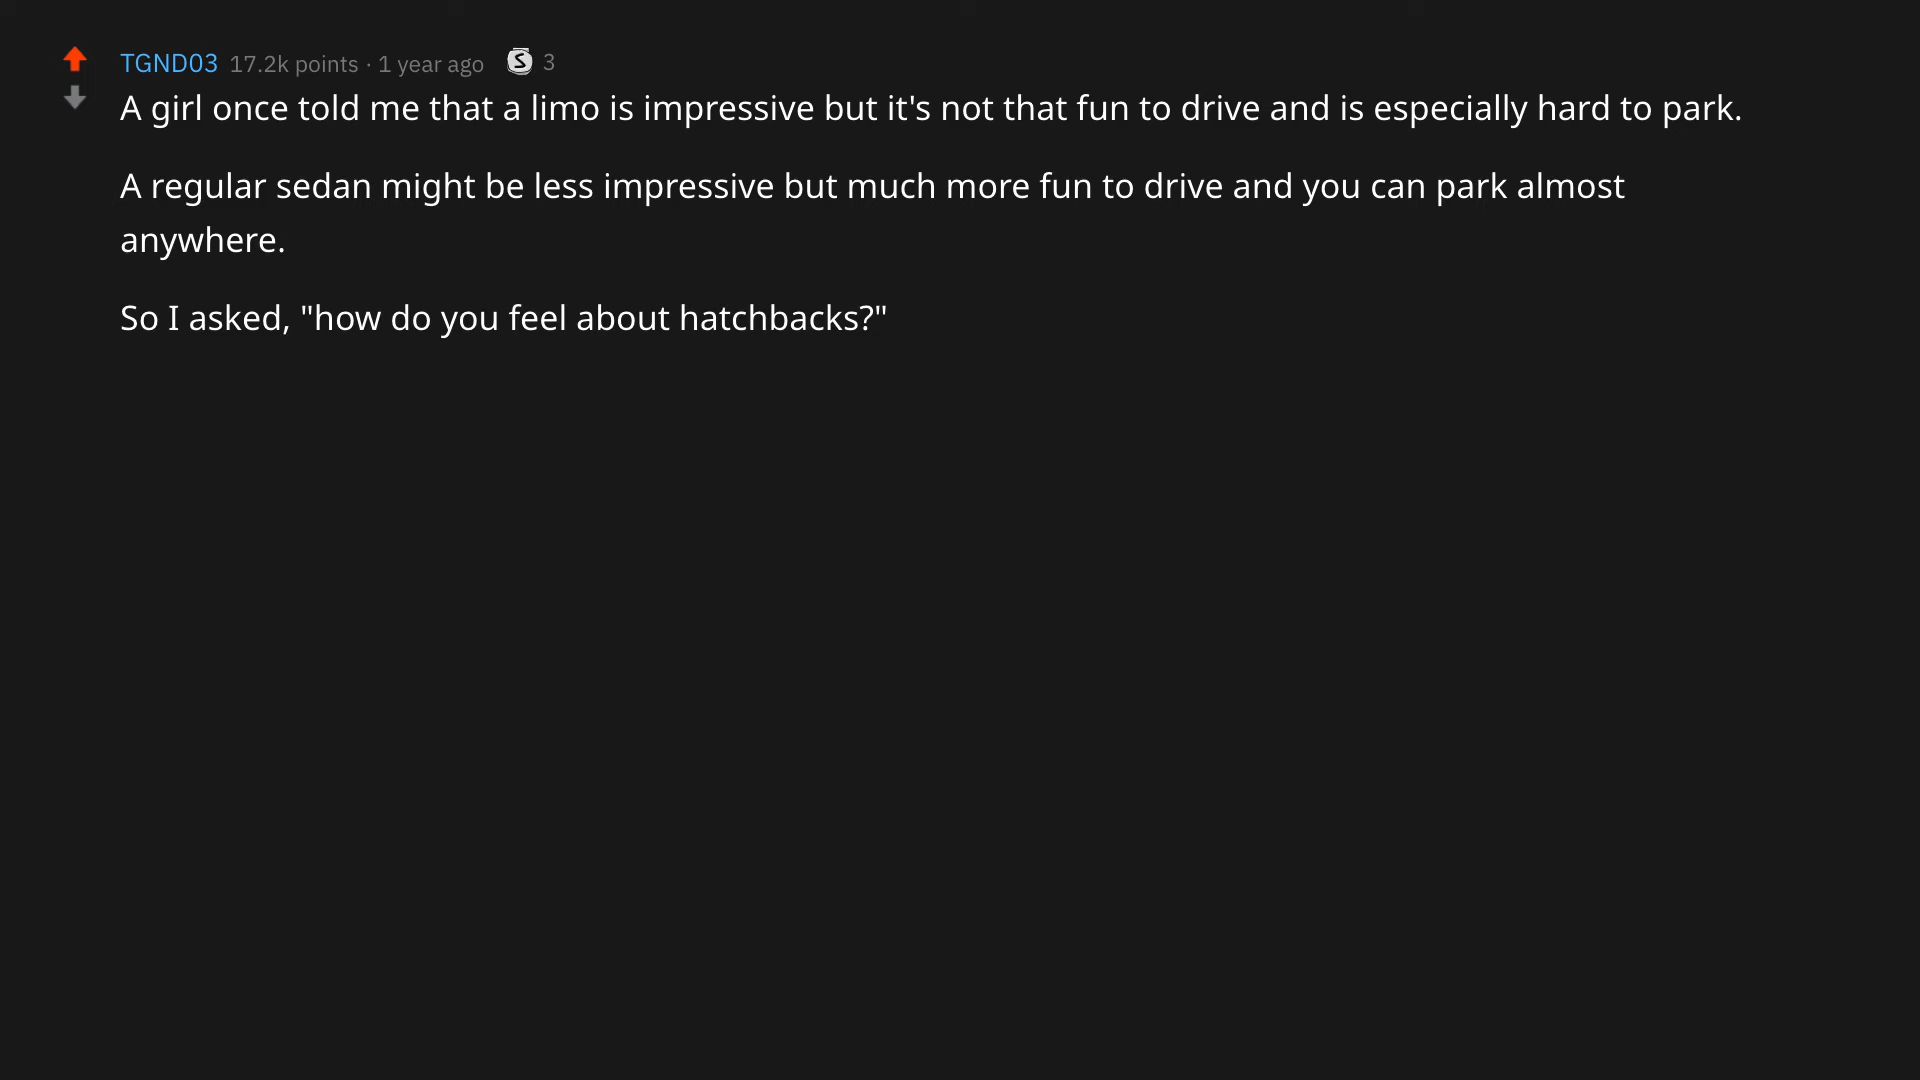 TGND03 17.2k points · 1 year ago S 3
A girl once told me that a limo is impressive but it's not that fun to drive and is especially hard to park.
A regular sedan might be less impressive but much more fun to drive and you can park almost
anywhere.
So I asked, "how do you feel about hatchbacks?"